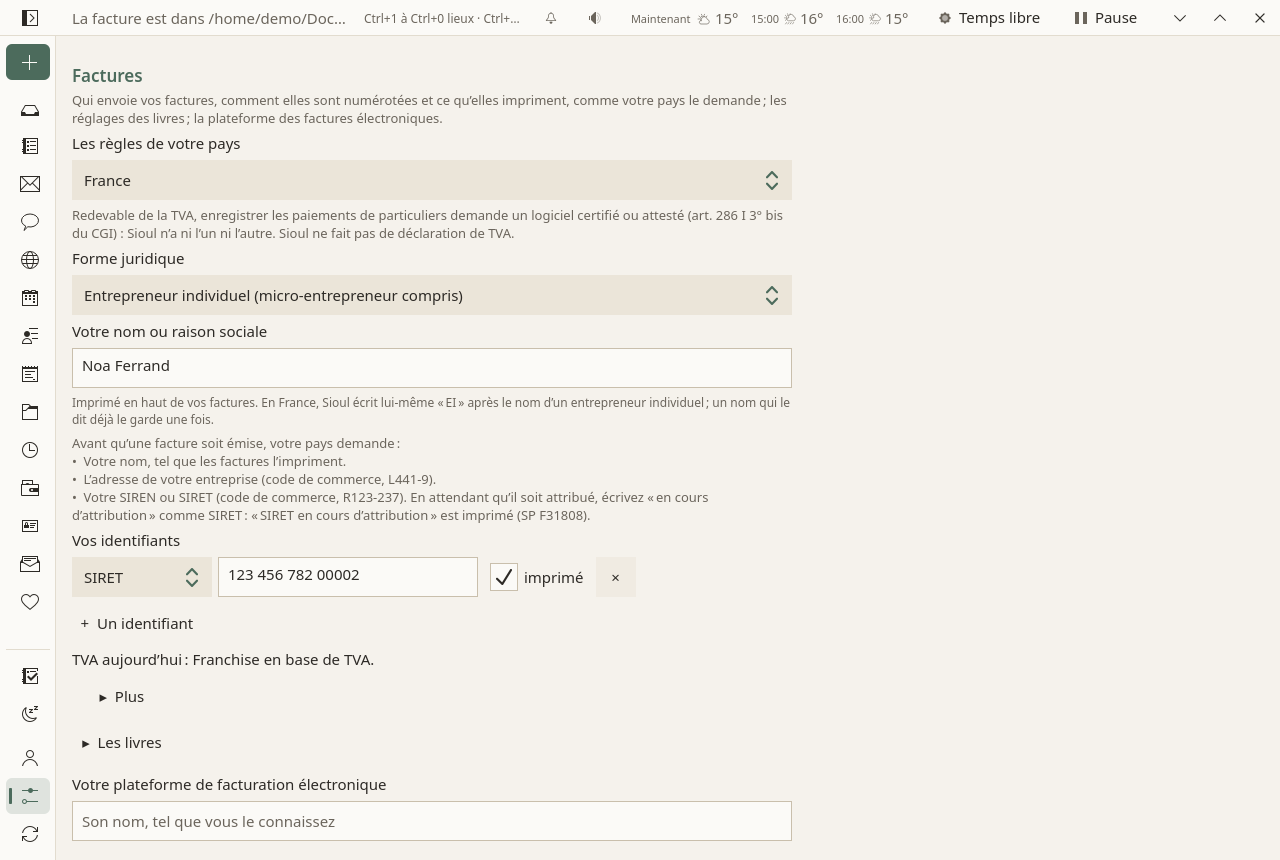 La facture est dans /home/demo/Doc...
Ctrl+1 à Ctrl+0 lieux · Ctrl+...
Maintenant 15° 15:00 16° 16:00 15°
Temps libre
Pause
Factures
Qui envoie vos factures, comment elles sont numérotées et ce qu’elles impriment, comme votre pays le demande ; les
réglages des livres ; la plateforme des factures électroniques.
Les règles de votre pays
France
Redevable de la TVA, enregistrer les paiements de particuliers demande un logiciel certifié ou attesté (art. 286 I 3° bis
du CGI) : Sioul n’a ni l’un ni l’autre. Sioul ne fait pas de déclaration de TVA.
Forme juridique
Entrepreneur individuel (micro-entrepreneur compris)
Votre nom ou raison sociale
Noa Ferrand
Imprimé en haut de vos factures. En France, Sioul écrit lui-même « EI » après le nom d’un entrepreneur individuel ; un nom qui le
dit déjà le garde une fois.
Avant qu’une facture soit émise, votre pays demande :
• Votre nom, tel que les factures l’impriment.
• L’adresse de votre entreprise (code de commerce, L441-9).
• Votre SIREN ou SIRET (code de commerce, R123-237). En attendant qu’il soit attribué, écrivez « en cours
d’attribution » comme SIRET : « SIRET en cours d’attribution » est imprimé (SP F31808).
Vos identifiants
SIRET 123 456 782 00002 imprimé ×
+ Un identifiant
TVA aujourd’hui : Franchise en base de TVA.
▸ Plus
▸ Les livres
Votre plateforme de facturation électronique
Son nom, tel que vous le connaissez